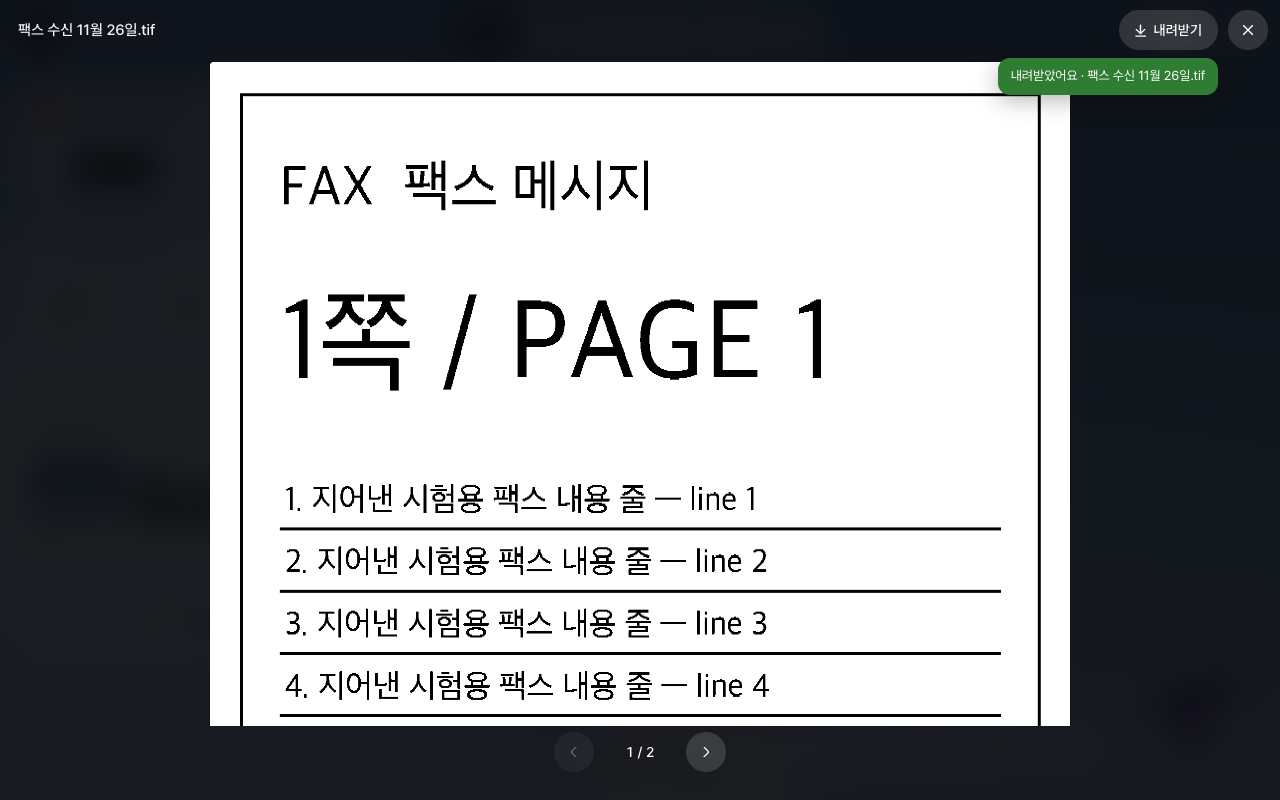 팩스 수신 11월 26일.tif
내려받기
내려받았어요 · 팩스 수신 11월 26일.tif
FAX 팩스 메시지
1쪽 / PAGE 1
1. 지어낸 시험용 팩스 내용 줄 — line 1
2. 지어낸 시험용 팩스 내용 줄 — line 2
3. 지어낸 시험용 팩스 내용 줄 — line 3
4. 지어낸 시험용 팩스 내용 줄 — line 4
1 / 2